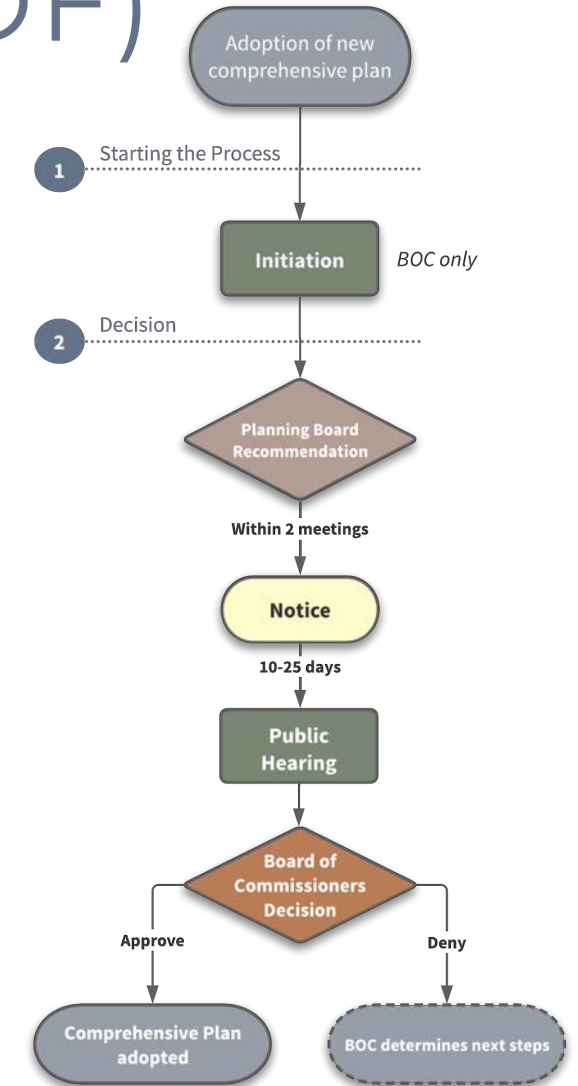 Adoption of new
comprehensive plan
1
Starting the Process
Initiation
BOC only
2
Decision
Planning Board
Recommendation
Within 2 meetings
Notice
10-25 days
Public
Hearing
Board of
Commissioners
Decision
Approve
Deny
Comprehensive Plan
adopted
BOC determines next steps